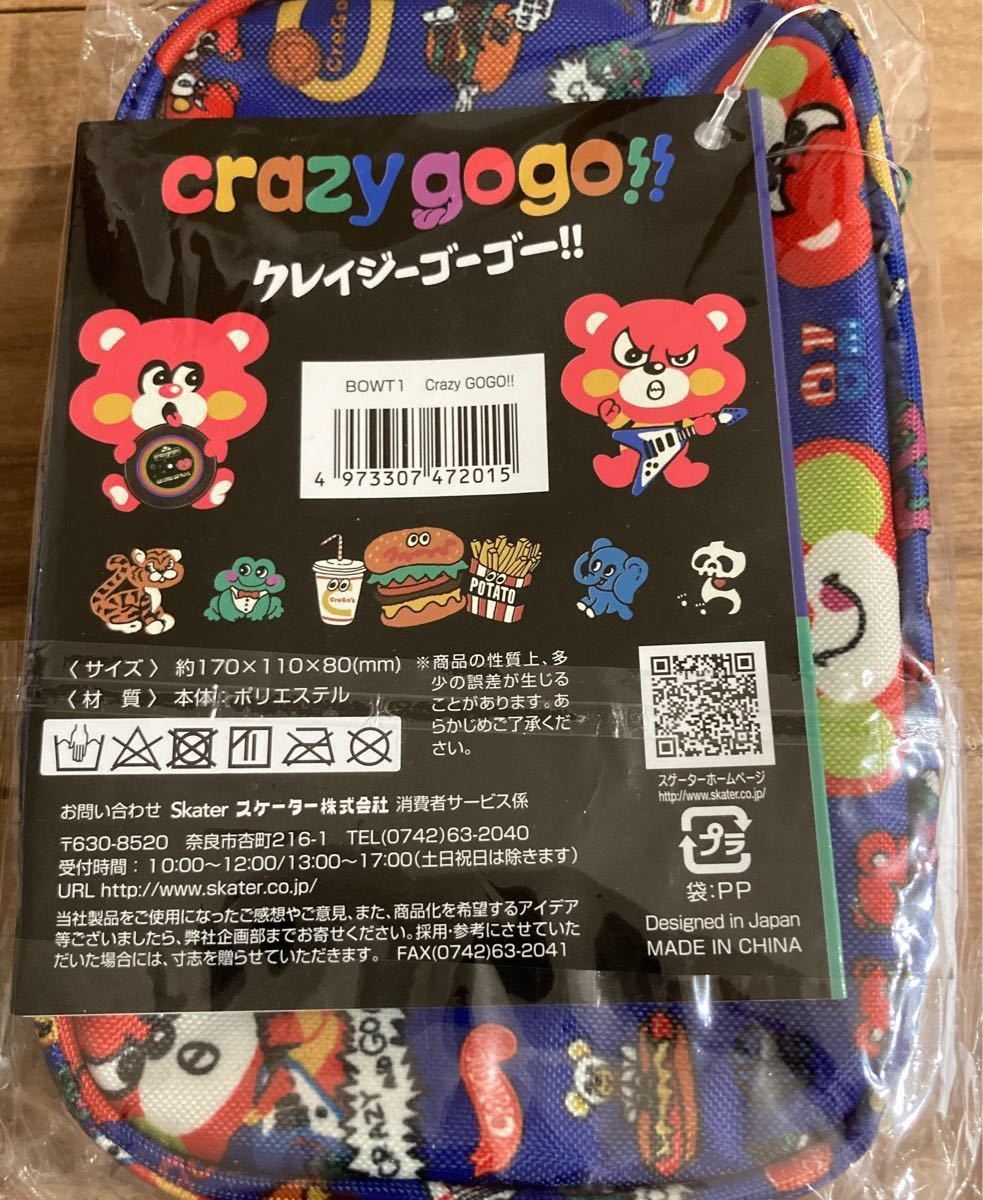 CroGo's
crazy gogo!!
クレイジーゴーゴー!!
BOWT1 Crazy GOGO!!
4 973307 472015
CroGo's
POTATO
〈サイズ〉 約170×110×80(mm)
〈材 質〉 本体:ポリエステル
※商品の性質上、多
少の誤差が生じる
ことがあります。あ
らかじめご了承くだ
さい。
スケーターホームページ
http://www.skater.co.jp/
お問い合わせ Skater スケーター株式会社 消費者サービス係
〒630-8520 奈良市杏町216-1 TEL(0742)63-2040
受付時間: 10:00〜12:00/13:00〜17:00(土日祝日は除きます)
URL http://www.skater.co.jp/
当社製品をご使用になったご感想やご意見、また、商品化を希望するアイデア
等ございましたら、弊社企画部までお寄せください。採用・参考にさせていた
だいた場合には、寸志を贈らせていただきます。 FAX(0742)63-2041
プラ
袋:PP
Designed in Japan
MADE IN CHINA
CRAZY GO